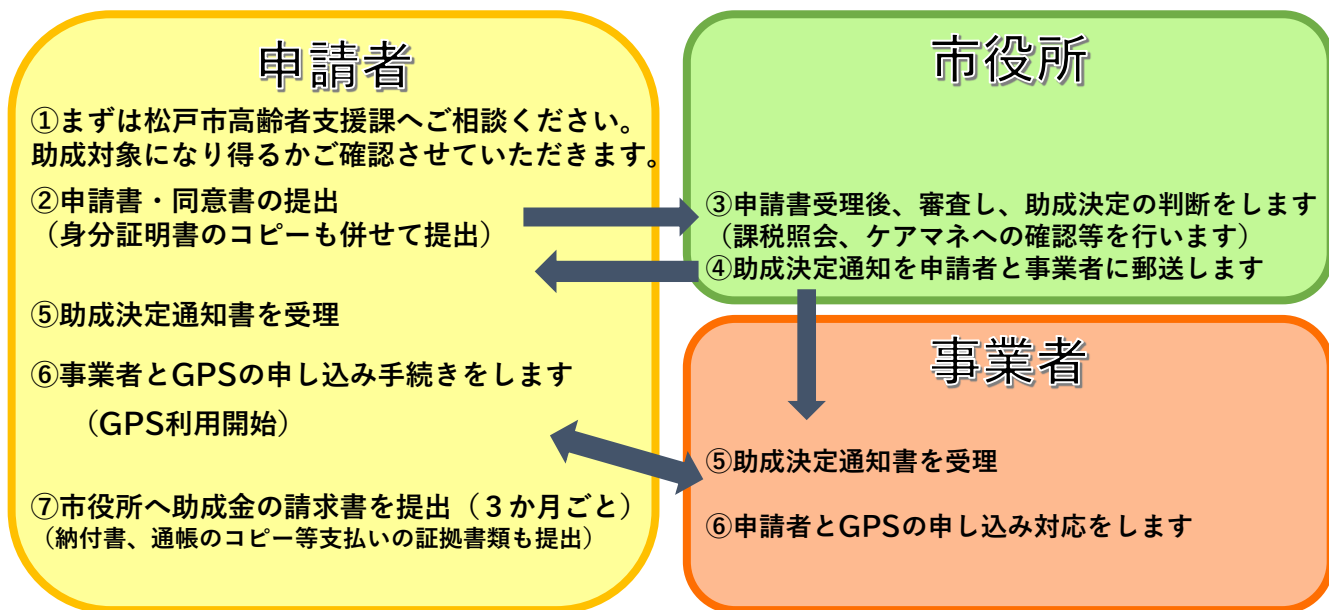 申請者
①まずは松戸市高齢者支援課へご相談ください。
助成対象になり得るかご確認させていただきます。
②申請書・同意書の提出
（身分証明書のコピーも併せて提出）
⑤助成決定通知書を受理
⑥事業者とGPSの申し込み手続きをします
（GPS利用開始）
⑦市役所へ助成金の請求書を提出（３か月ごと）
（納付書、通帳のコピー等支払いの証拠書類も提出）
市役所
③申請書受理後、審査し、助成決定の判断をします
（課税照会、ケアマネへの確認等を行います）
④助成決定通知を申請者と事業者に郵送します
事業者
⑤助成決定通知書を受理
⑥申請者とGPSの申し込み対応をします